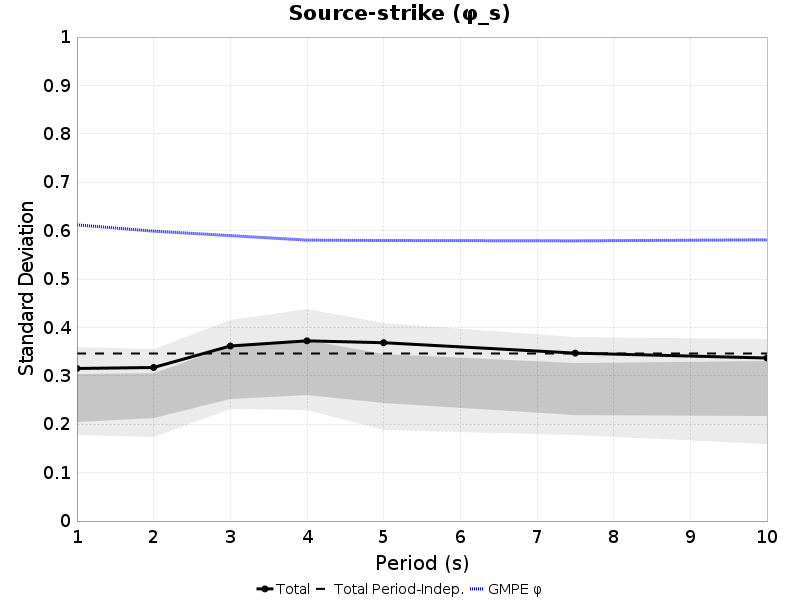 Source-strike (φ_s)
1
0.9
0.8
0.7
0.6
0.5
0.4
0.3
0.2
0.1
0
Standard Deviation
1 2 3 4 5 6 7 8 9 10
Period (s)
Total Total Period-Indep. GMPE φ